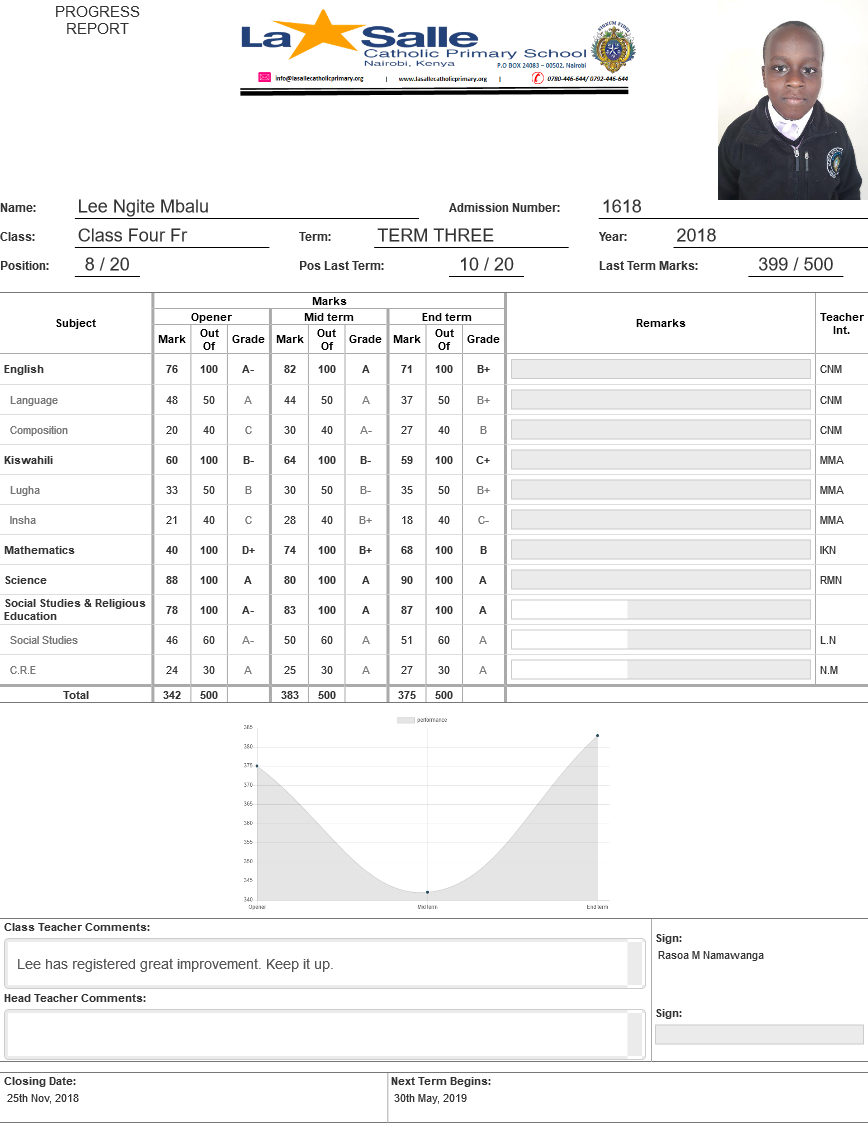 PROGRESS
REPORT
La Salle
Catholic Primary School
Nairobi, Kenya
P.O BOX 24083 – 00502, Nairobi
info@lasallecatholicprimary.org | www.lasallecatholicprimary.org | 0780-446-644/ 0792-446-644
Name: Lee Ngite Mbalu Admission Number: 1618
Class: Class Four Fr Term: TERM THREE Year: 2018
Position: 8 / 20 Pos Last Term: 10 / 20 Last Term Marks: 399 / 500
Subject Marks Remarks Teacher Int.
Opener Mid term End term
Mark Out Of Grade Mark Out Of Grade Mark Out Of Grade
English 76 100 A- 82 100 A 71 100 B+ CNM
Language 48 50 A 44 50 A 37 50 B+ CNM
Composition 20 40 C 30 40 A- 27 40 B CNM
Kiswahili 60 100 B- 64 100 B- 59 100 C+ MMA
Lugha 33 50 B 30 50 B- 35 50 B+ MMA
Insha 21 40 C 28 40 B+ 18 40 C- MMA
Mathematics 40 100 D+ 74 100 B+ 68 100 B IKN
Science 88 100 A 80 100 A 90 100 A RMN
Social Studies & Religious Education 78 100 A- 83 100 A 87 100 A
Social Studies 46 60 A- 50 60 A 51 60 A L.N
C.R.E 24 30 A 25 30 A 27 30 A N.M
Total 342 500 383 500 375 500
performance
385
380
375
370
365
360
355
350
345
340
Opener Mid term End term
Class Teacher Comments:
Lee has registered great improvement. Keep it up.
Sign:
Rasoa M Namawanga
Head Teacher Comments:
Sign:
Closing Date: Next Term Begins:
25th Nov, 2018 30th May, 2019